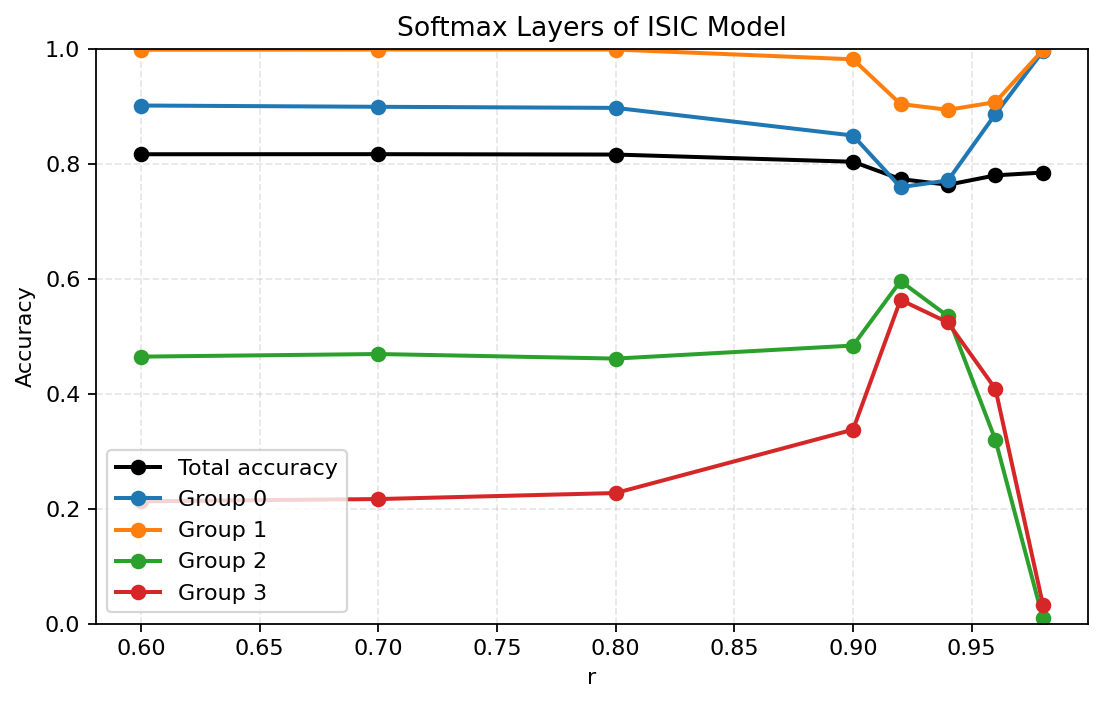 Softmax Layers of ISIC Model
1.0
0.8
0.6
0.4
0.2
0.0
Accuracy
Total accuracy
Group 0
Group 1
Group 2
Group 3
0.60 0.65 0.70 0.75 0.80 0.85 0.90 0.95
r